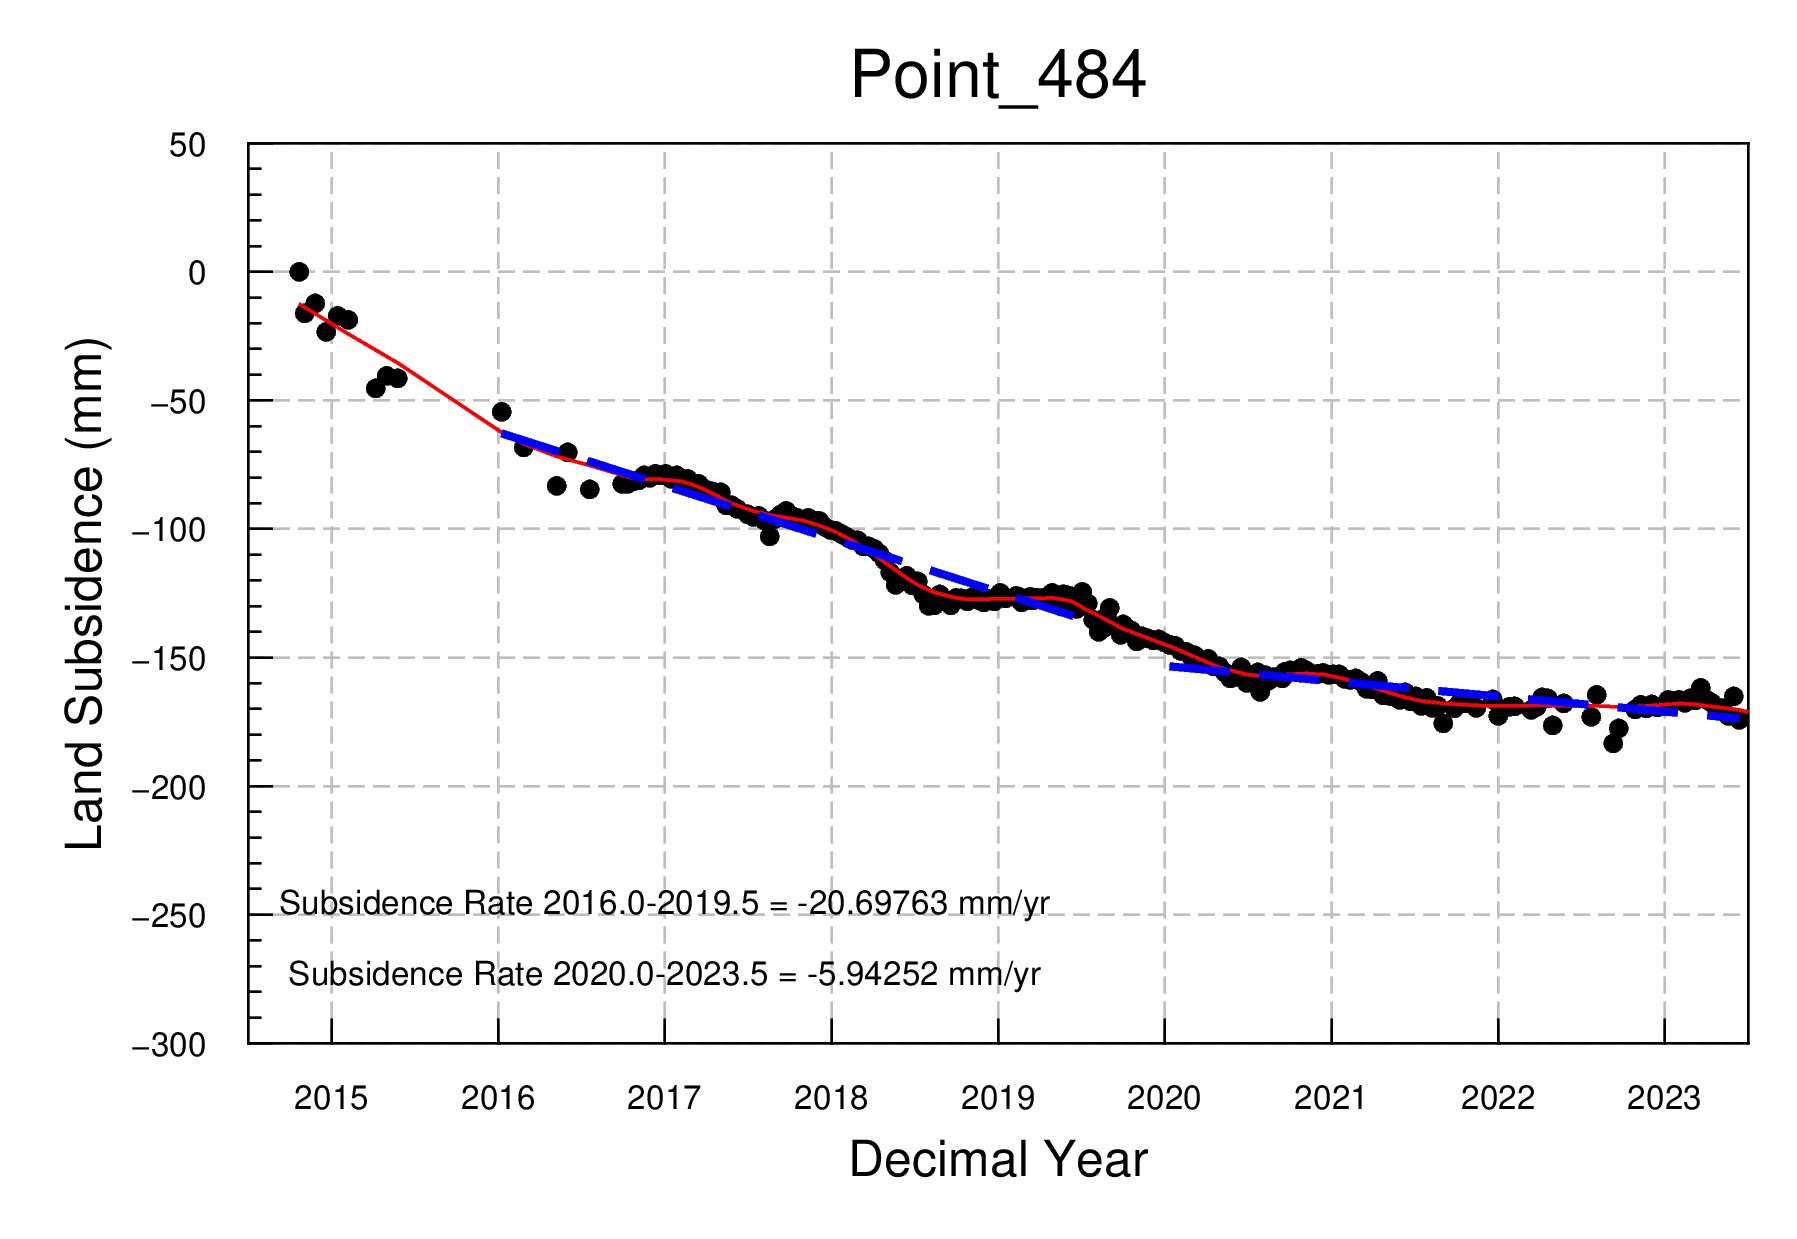 Point_484
50
0
−50
−100
−150
−200
−250
−300
Land Subsidence (mm)
Subsidence Rate 2016.0-2019.5 = -20.69763 mm/yr
Subsidence Rate 2020.0-2023.5 = -5.94252 mm/yr
2015 2016 2017 2018 2019 2020 2021 2022 2023
Decimal Year